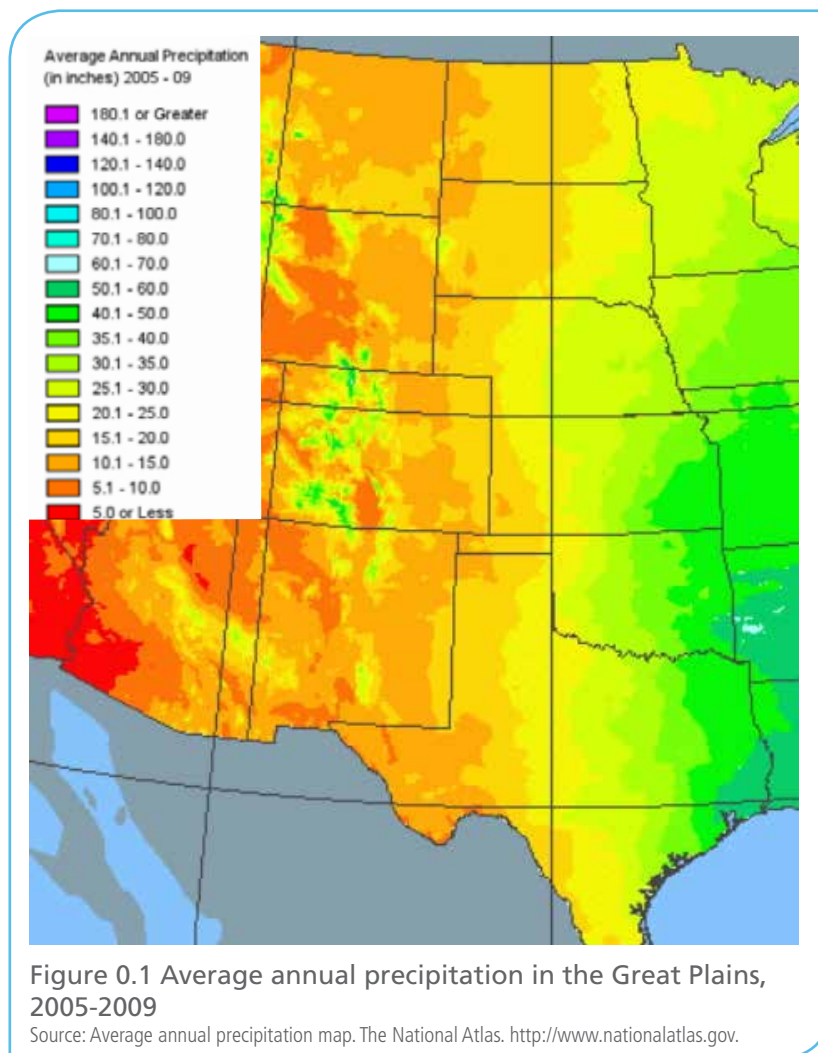 Average Annual Precipitation
(in inches) 2005 - 09
180.1 or Greater
140.1 - 180.0
120.1 - 140.0
100.1 - 120.0
80.1 - 100.0
70.1 - 80.0
60.1 - 70.0
50.1 - 60.0
40.1 - 50.0
35.1 - 40.0
30.1 - 35.0
25.1 - 30.0
20.1 - 25.0
15.1 - 20.0
10.1 - 15.0
5.1 - 10.0
5.0 or Less
Figure 0.1 Average annual precipitation in the Great Plains,
2005-2009
Source: Average annual precipitation map. The National Atlas. http://www.nationalatlas.gov.